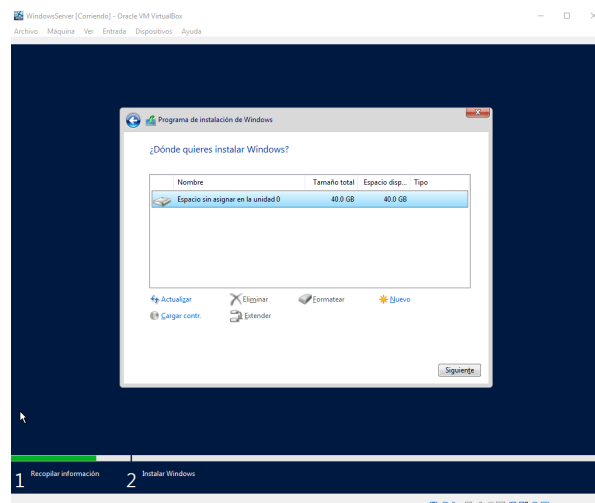 WindowsServer [Corriendo] - Oracle VM VirtualBox
Archivo Máquina Ver Entrada Dispositivos Ayuda
Programa de instalación de Windows
¿Dónde quieres instalar Windows?
Nombre Tamaño total Espacio disp... Tipo
Espacio sin asignar en la unidad 0 40.0 GB 40.0 GB
Actualizar Eliminar Formatear Nuevo
Cargar contr. Extender
Siguiente
1 Recopilar información 2 Instalar Windows